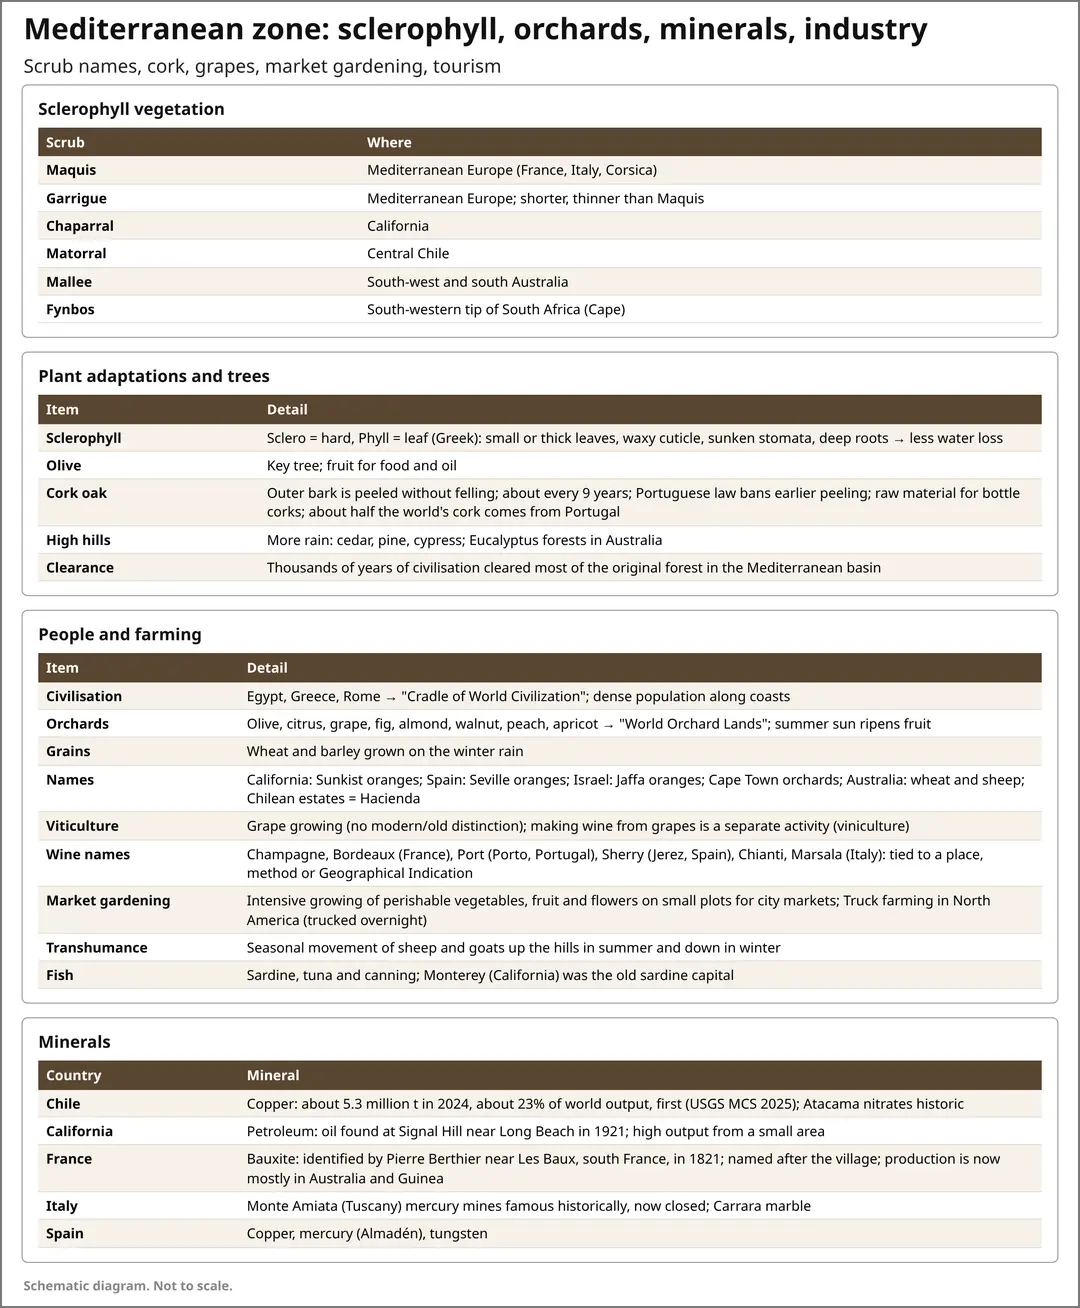 Mediterranean zone: sclerophyll, orchards, minerals, industry
Scrub names, cork, grapes, market gardening, tourism
Sclerophyll vegetation
Scrub Where
Maquis Mediterranean Europe (France, Italy, Corsica)
Garrigue Mediterranean Europe; shorter, thinner than Maquis
Chaparral California
Matorral Central Chile
Mallee South-west and south Australia
Fynbos South-western tip of South Africa (Cape)
Plant adaptations and trees
Item Detail
Sclerophyll Sclero = hard, Phyll = leaf (Greek): small or thick leaves, waxy cuticle, sunken stomata, deep roots → less water loss
Olive Key tree; fruit for food and oil
Cork oak Outer bark is peeled without felling; about every 9 years; Portuguese law bans earlier peeling; raw material for bottle
corks; about half the world's cork comes from Portugal
High hills More rain: cedar, pine, cypress; Eucalyptus forests in Australia
Clearance Thousands of years of civilisation cleared most of the original forest in the Mediterranean basin
People and farming
Item Detail
Civilisation Egypt, Greece, Rome → "Cradle of World Civilization"; dense population along coasts
Orchards Olive, citrus, grape, fig, almond, walnut, peach, apricot → "World Orchard Lands"; summer sun ripens fruit
Grains Wheat and barley grown on the winter rain
Names California: Sunkist oranges; Spain: Seville oranges; Israel: Jaffa oranges; Cape Town orchards; Australia: wheat and sheep;
Chilean estates = Hacienda
Viticulture Grape growing (no modern/old distinction); making wine from grapes is a separate activity (viniculture)
Wine names Champagne, Bordeaux (France), Port (Porto, Portugal), Sherry (Jerez, Spain), Chianti, Marsala (Italy): tied to a place,
method or Geographical Indication
Market gardening Intensive growing of perishable vegetables, fruit and flowers on small plots for city markets; Truck farming in North
America (trucked overnight)
Transhumance Seasonal movement of sheep and goats up the hills in summer and down in winter
Fish Sardine, tuna and canning; Monterey (California) was the old sardine capital
Minerals
Country Mineral
Chile Copper: about 5.3 million t in 2024, about 23% of world output, first (USGS MCS 2025); Atacama nitrates historic
California Petroleum: oil found at Signal Hill near Long Beach in 1921; high output from a small area
France Bauxite: identified by Pierre Berthier near Les Baux, south France, in 1821; named after the village; production is now
mostly in Australia and Guinea
Italy Monte Amiata (Tuscany) mercury mines famous historically, now closed; Carrara marble
Spain Copper, mercury (Almadén), tungsten
Schematic diagram. Not to scale.